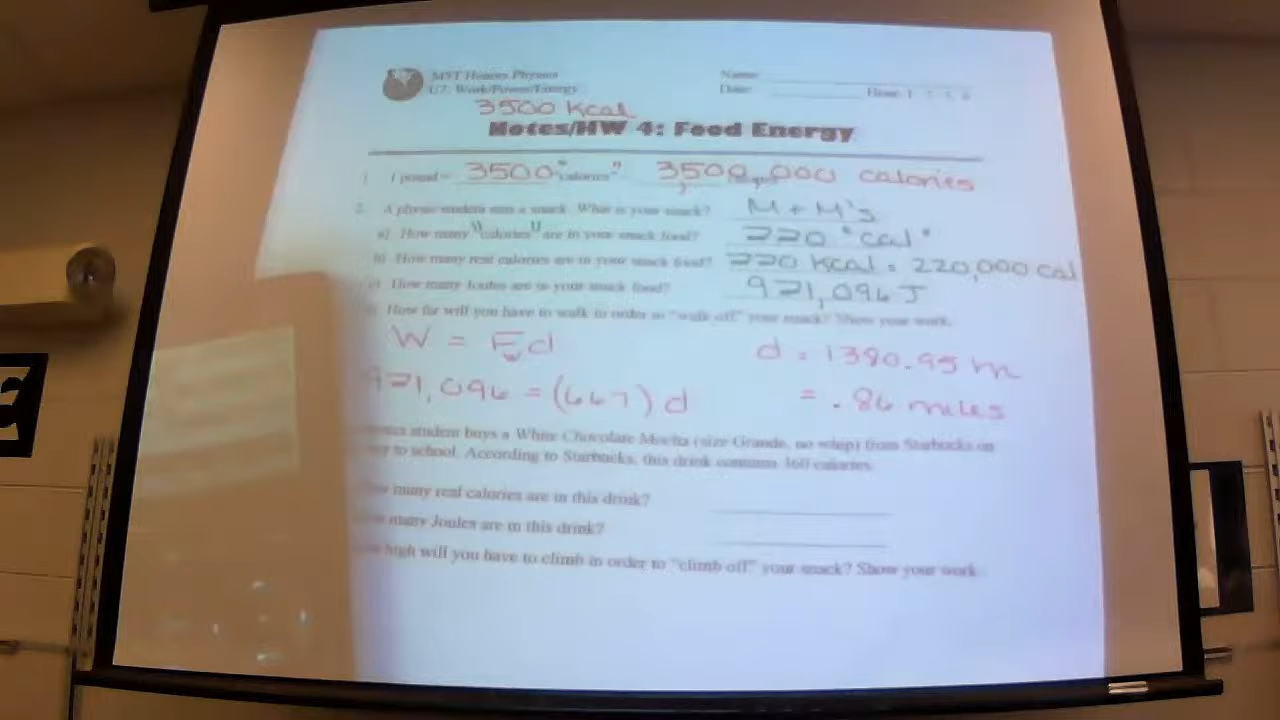 MST Honors Physics Name:
U7: Work/Power/Energy Date: Hour: 1
3500 Kcal
Notes/HW 4: Food Energy
1. 1 pound = 3500 "calories" 3500,000 calories
2. A physics student eats a snack. What is your snack? M + M's
a) How many "calories" are in your snack food? 220 "cal"
b) How many real calories are in your snack food? 220 Kcal = 220,000 cal
c) How many Joules are in your snack food? 921,096 J
How far will you have to walk in order to "walk off" your snack? Show your work.
W = Fwd d = 1380.95 m
921,096 = (667) d = .86 miles
student buys a White Chocolate Mocha (size Grande, no whip) from Starbucks on
to school. According to Starbucks, this drink contains 360 calories.
many real calories are in this drink?
many Joules are in this drink?
high will you have to climb in order to "climb off" your snack? Show your work.